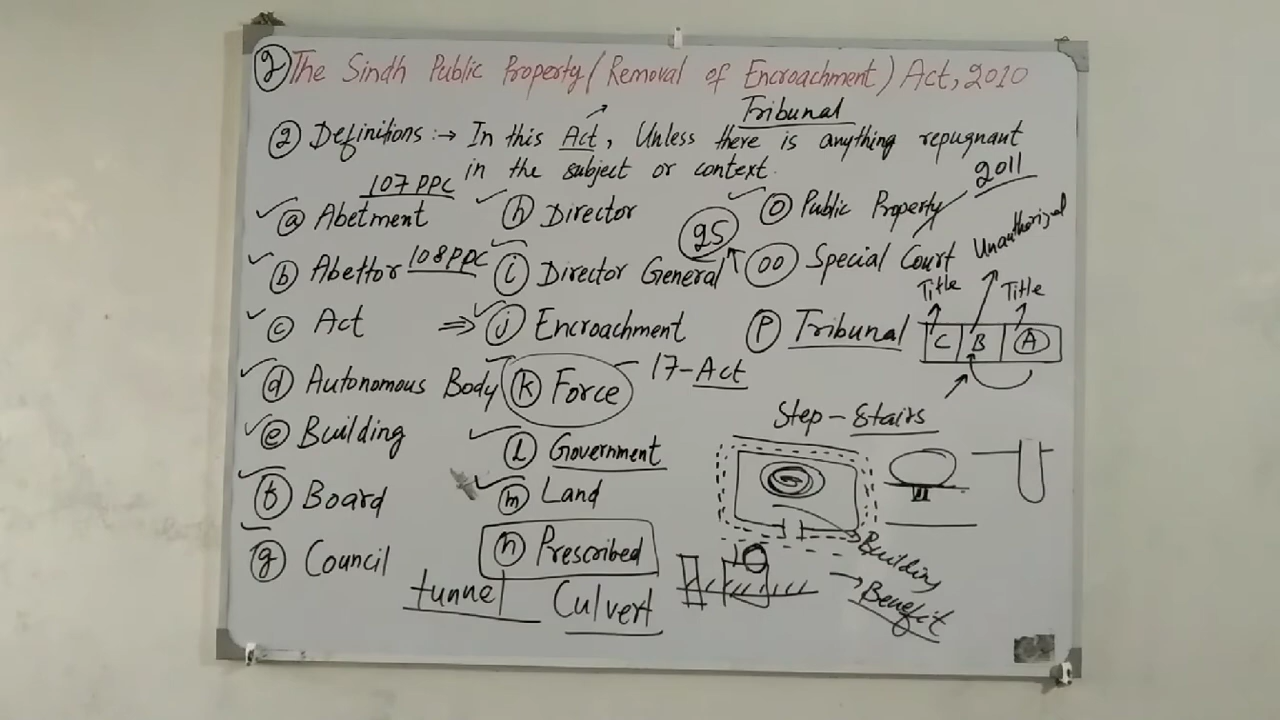 2 The Sindh Public Property (Removal of Encroachment) Act, 2010
Tribunal
2 Definitions :→ In this Act, Unless there is anything repugnant
in the subject or context.
107 PPC
2011
a Abetment
b Abettor 108 PPC
c Act
d Autonomous Body
e Building
f Board
g Council
h Director
i Director General
j Encroachment
k Force 17-Act
l Government
m Land
n Prescribed
tunnel Culvert
o Public Property
25
oo Special Court
p Tribunal
Unauthorized
Title Title
C B A
Step-Stairs
Building
Benefit